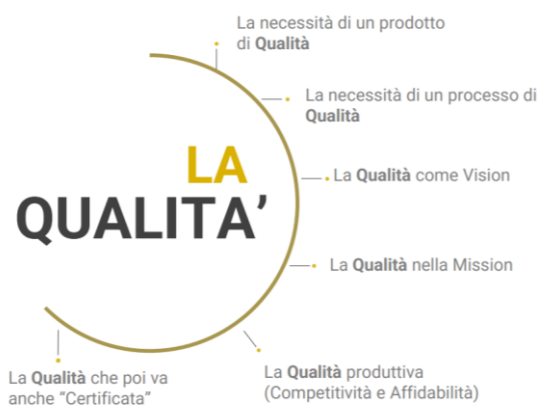 La necessità di un prodotto
di Qualità
La necessità di un processo di
Qualità
LA
QUALITA’
La Qualità come Vision
La Qualità nella Mission
La Qualità produttiva
(Competitività e Affidabilità)
La Qualità che poi va
anche “Certificata”